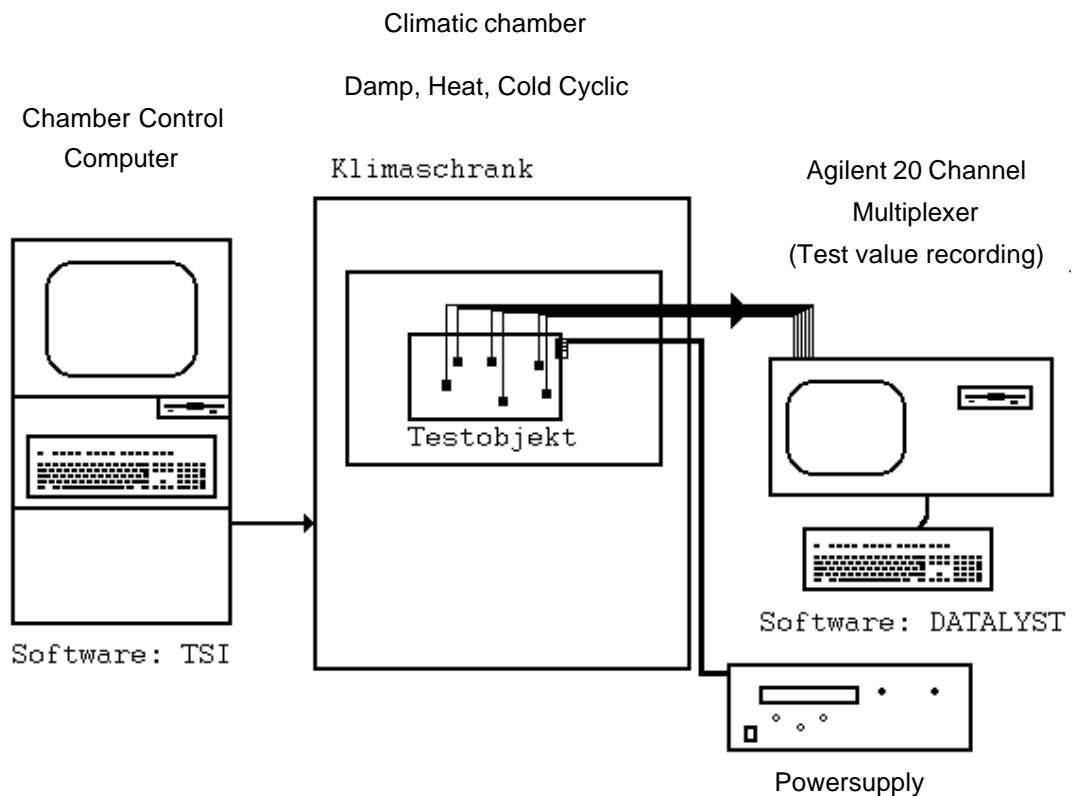 Climatic chamber
Damp, Heat, Cold Cyclic
Chamber Control
Computer
Klimaschrank
Agilent 20 Channel
Multiplexer
(Test value recording)
Testobjekt
Software: TSI
Software: DATALYST
Powersupply